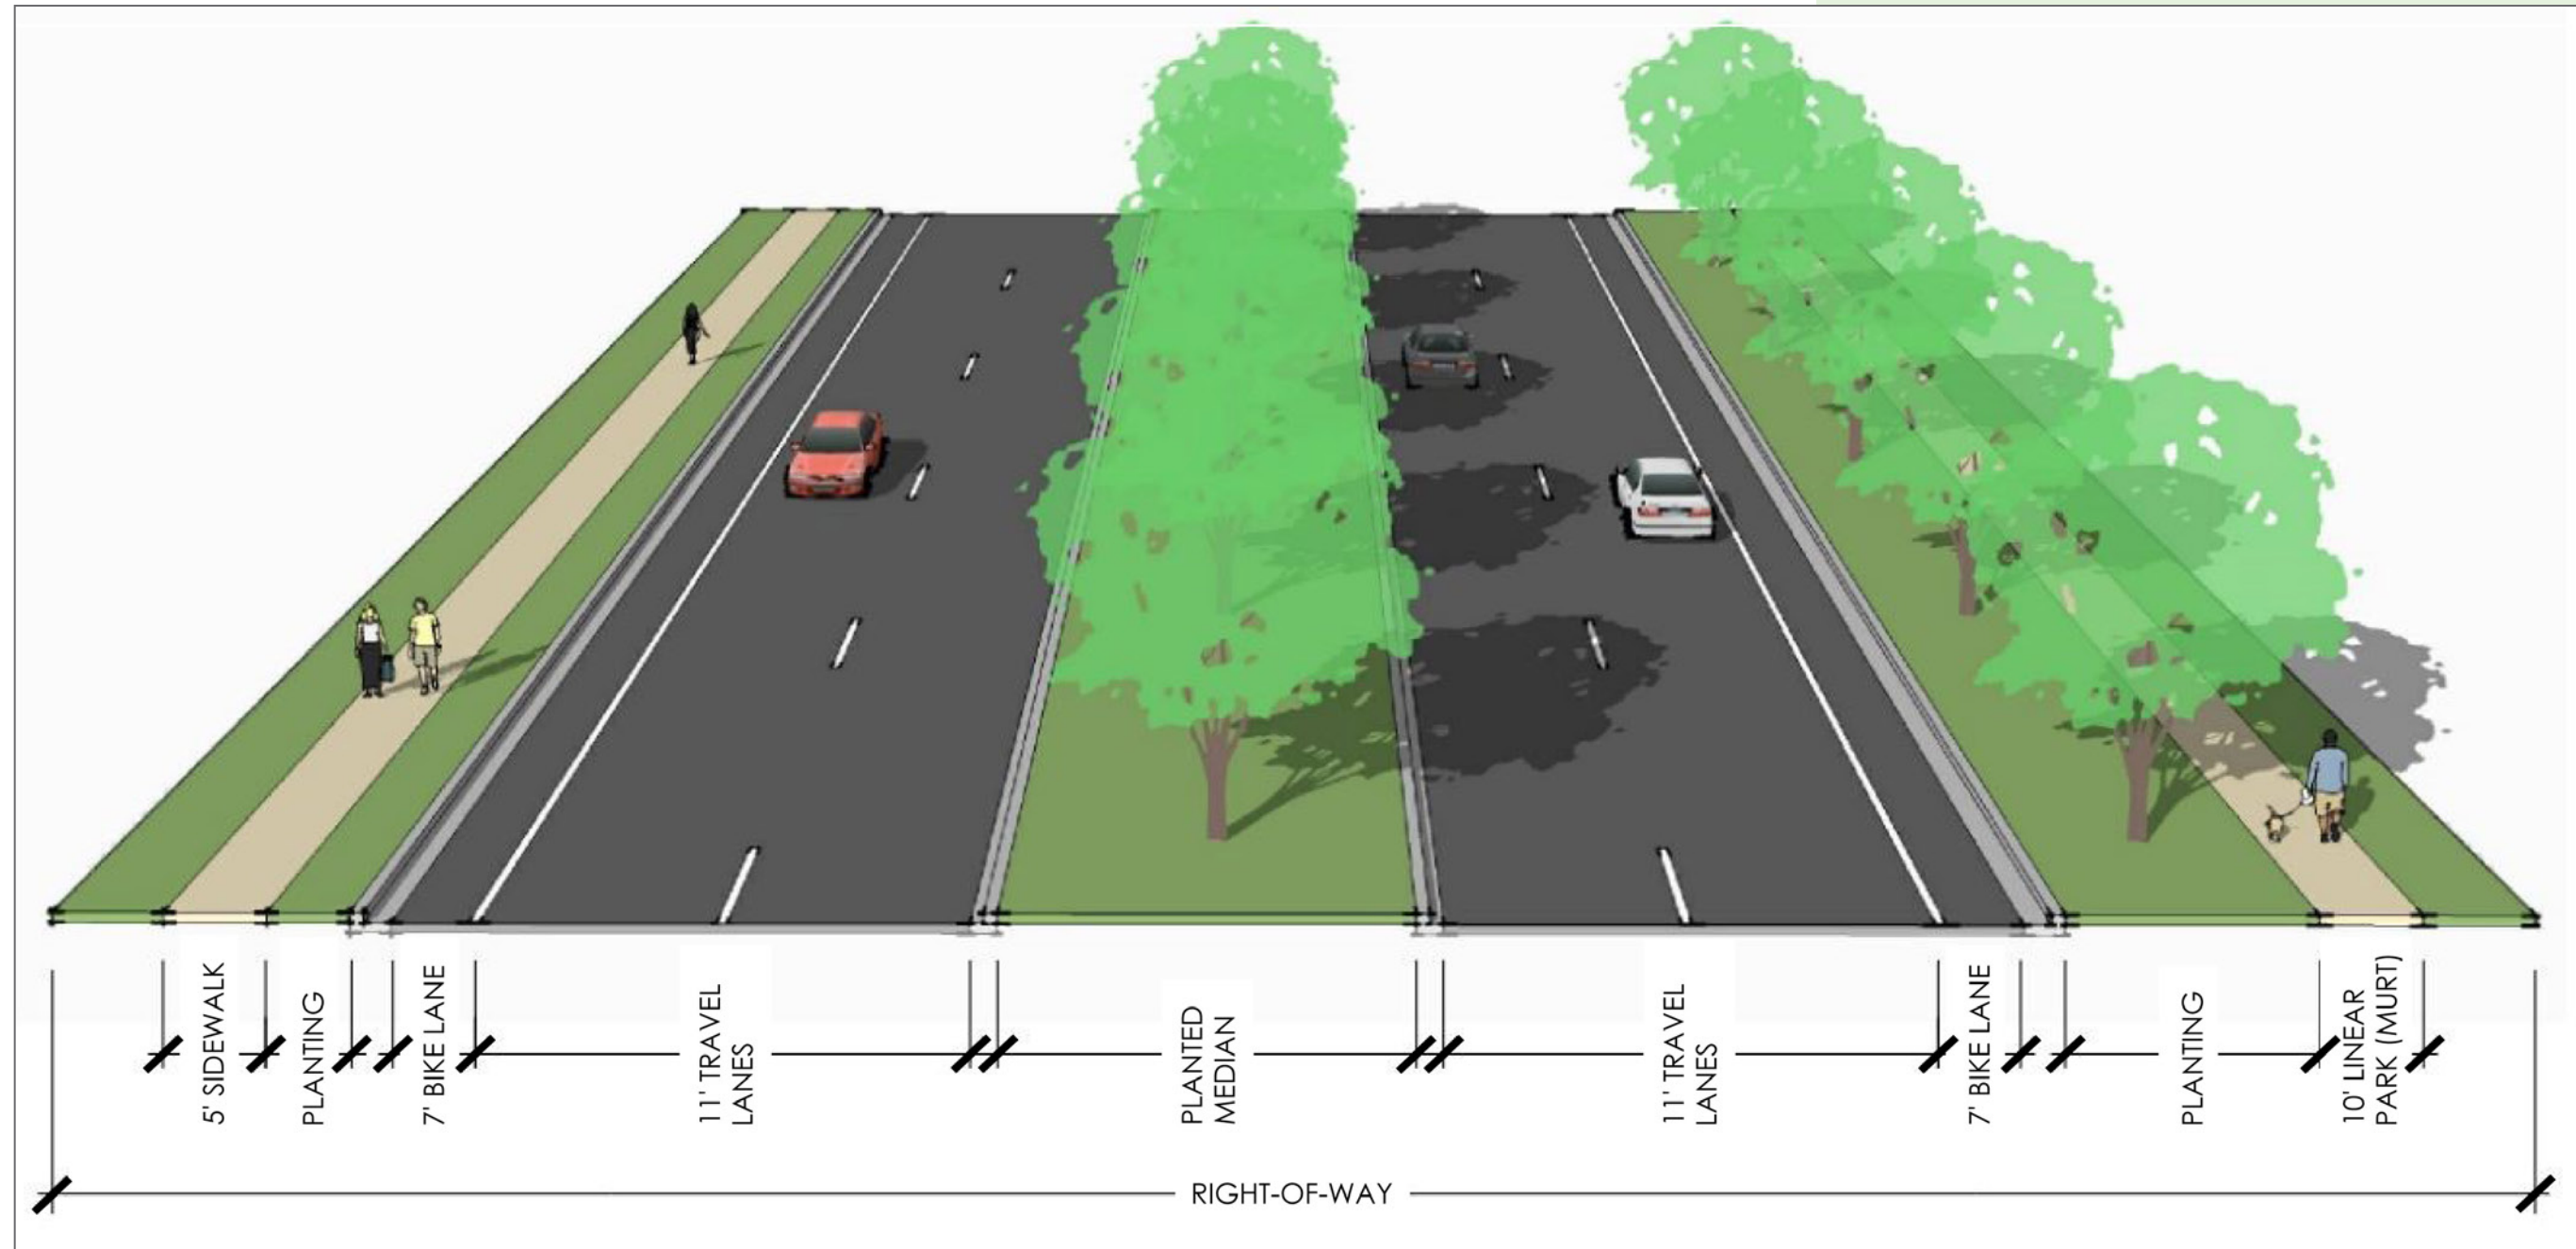 5' SIDEWALK
PLANTING
7' BIKE LANE
11' TRAVEL
LANES
PLANTED
MEDIAN
11' TRAVEL
LANES
7' BIKE LANE
PLANTING
10' LINEAR
PARK (MURT)
RIGHT-OF-WAY